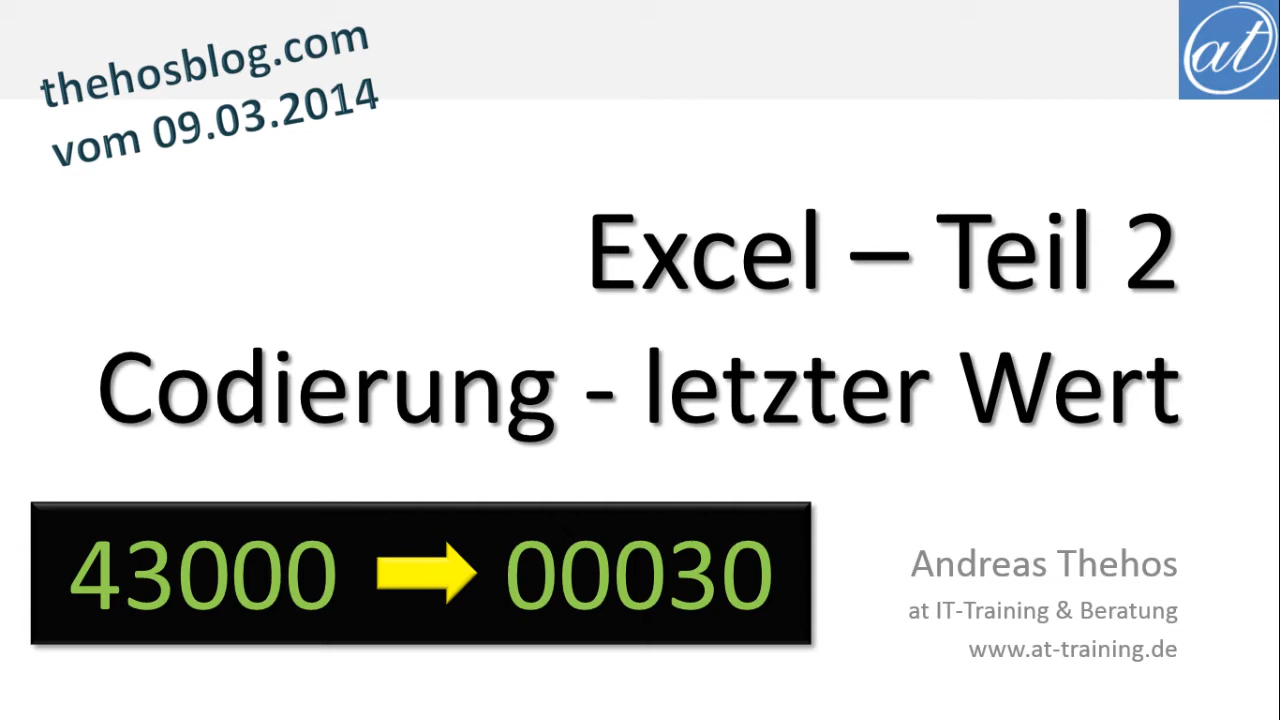 thehosblog.com
vom 09.03.2014
at
Excel – Teil 2
Codierung - letzter Wert
43000 00030
Andreas Thehos
at IT-Training & Beratung
www.at-training.de